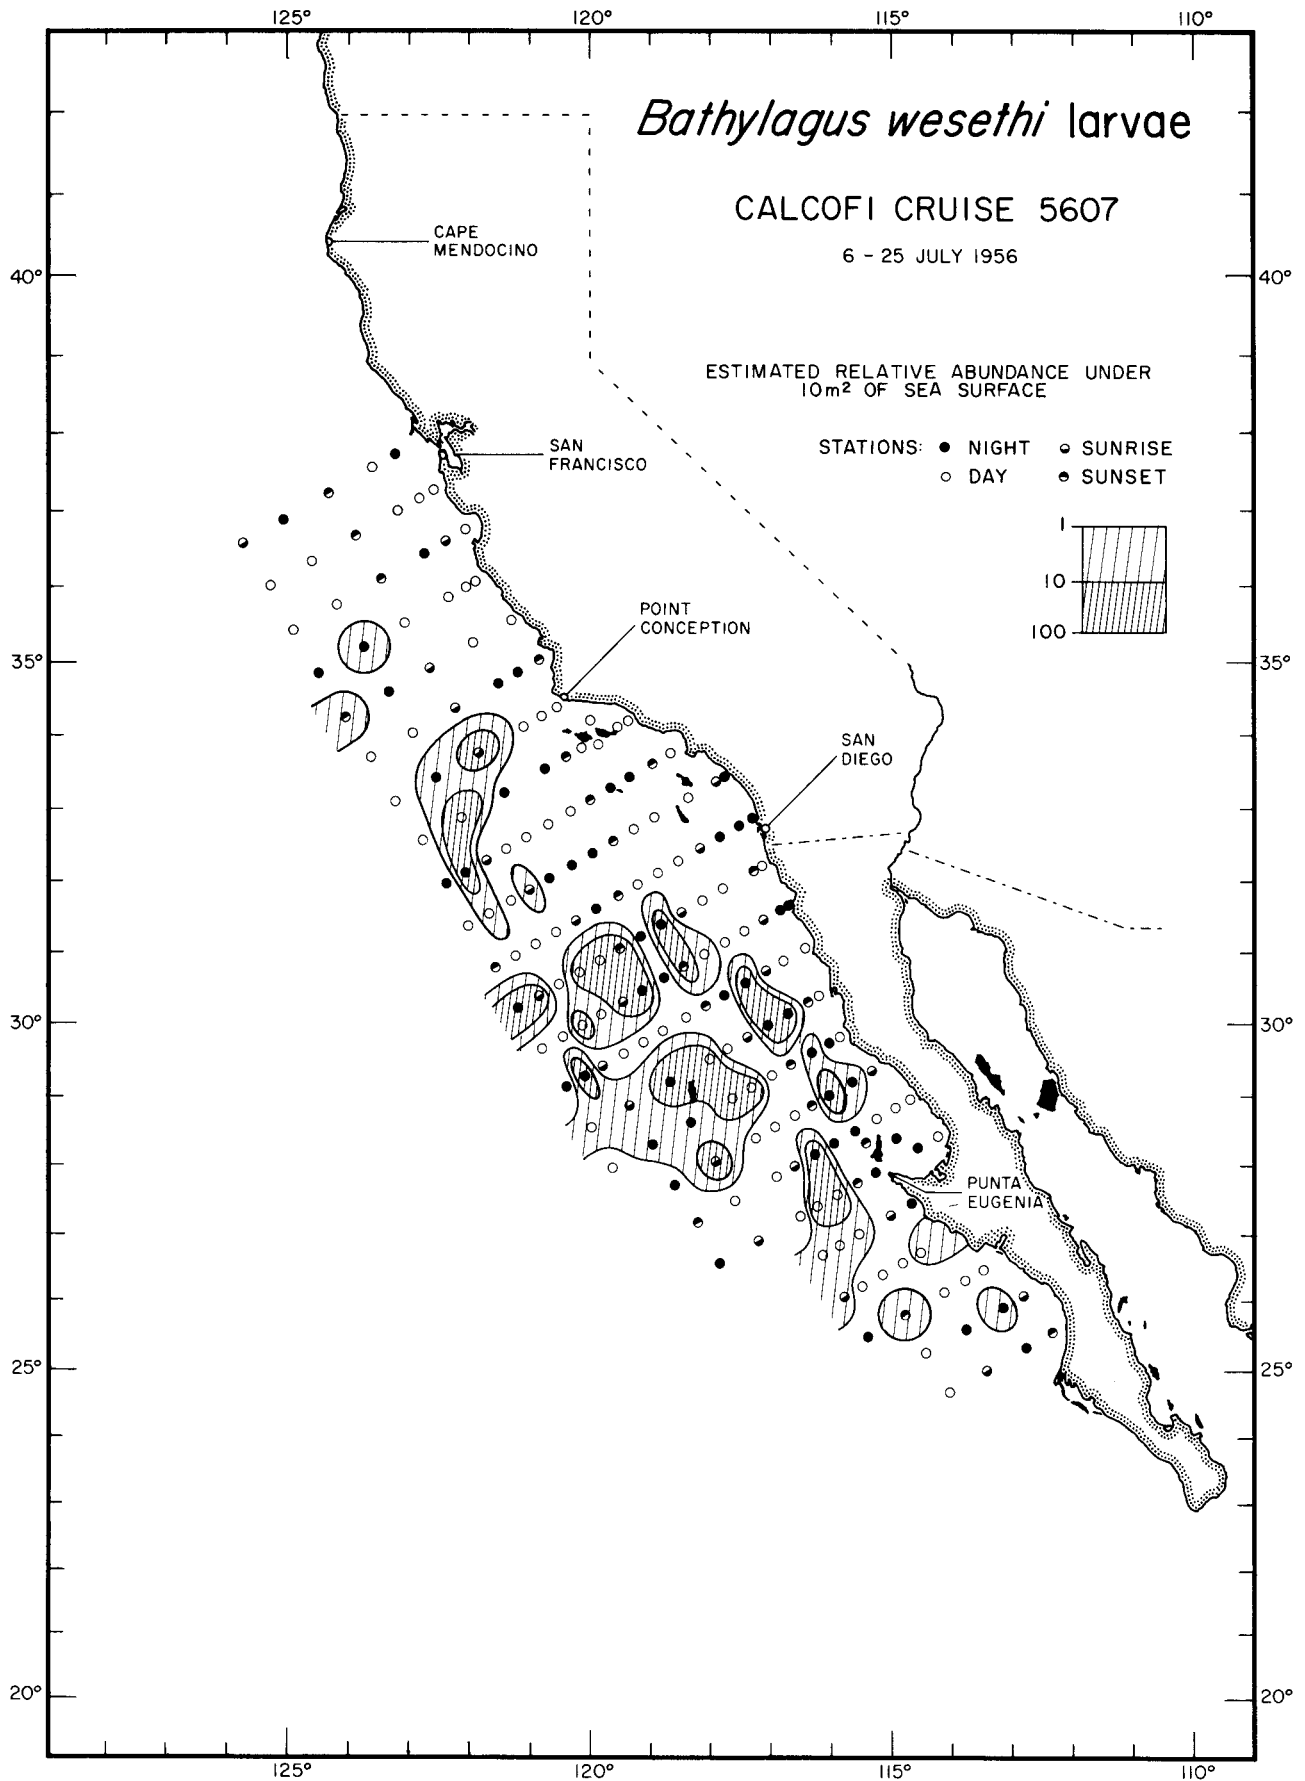 125° 120° 115° 110°
Bathylagus wesethi larvae
CALCOFI CRUISE 5607
6 - 25 JULY 1956
CAPE
MENDOCINO
40° 40°
ESTIMATED RELATIVE ABUNDANCE UNDER
10m² OF SEA SURFACE
STATIONS: ● NIGHT ◒ SUNRISE
○ DAY ◓ SUNSET
SAN
FRANCISCO
1
10
100
POINT
CONCEPTION
35° 35°
SAN
DIEGO
30° 30°
PUNTA
EUGENIA
25° 25°
20° 20°
125° 120° 115° 110°